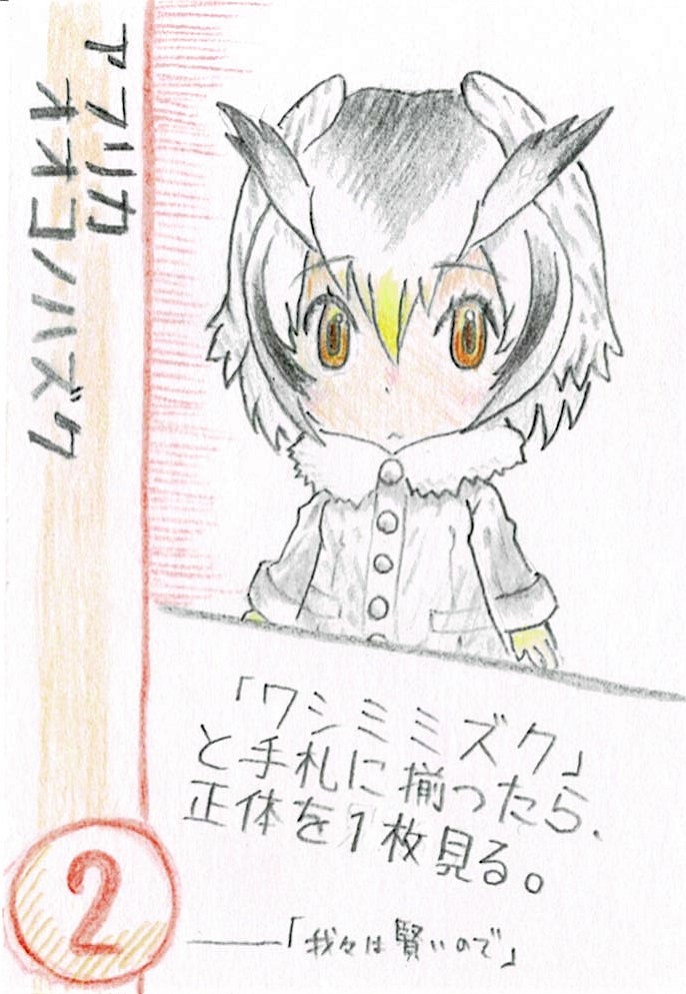 アフリカ
オオコノハズク
「ワシミミズク」
と手札に揃ったら、
正体を1枚見る。
2
——「我々は賢いので」